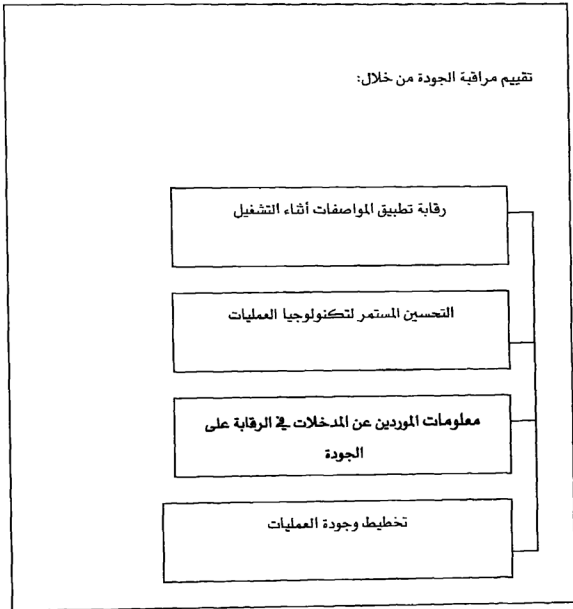 تقييم مراقبة الجودة من خلال:
رقابة تطبيق المواصفات أثناء التشغيل
التحسين المستمر لتكنولوجيا العمليات
معلومات الموردين عن المدخلات في الرقابة على
الجودة
تخطيط وجودة العمليات